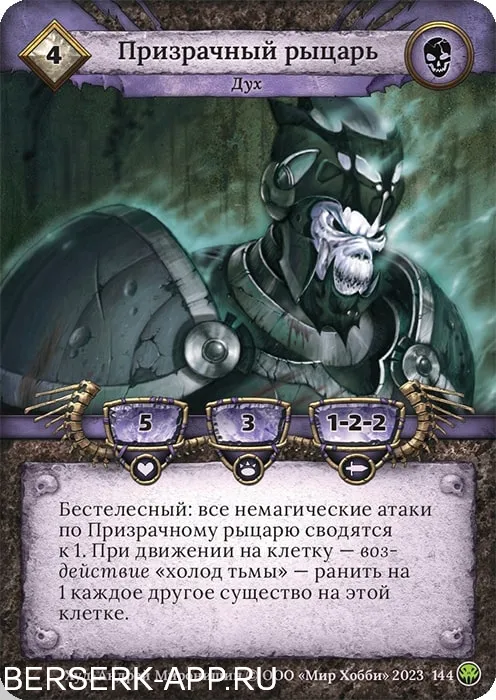 4
Призрачный рыцарь
Дух
5
3
1-2-2
Бестелесный: все немагические атаки
по Призрачному рыцарю сводятся
к 1. При движении на клетку — воз-
действие «холод тьмы» — ранить на
1 каждое другое существо на этой
клетке.
Андрей © ООО «Мир Хобби» 2023 144
BERSERK-APP.RU